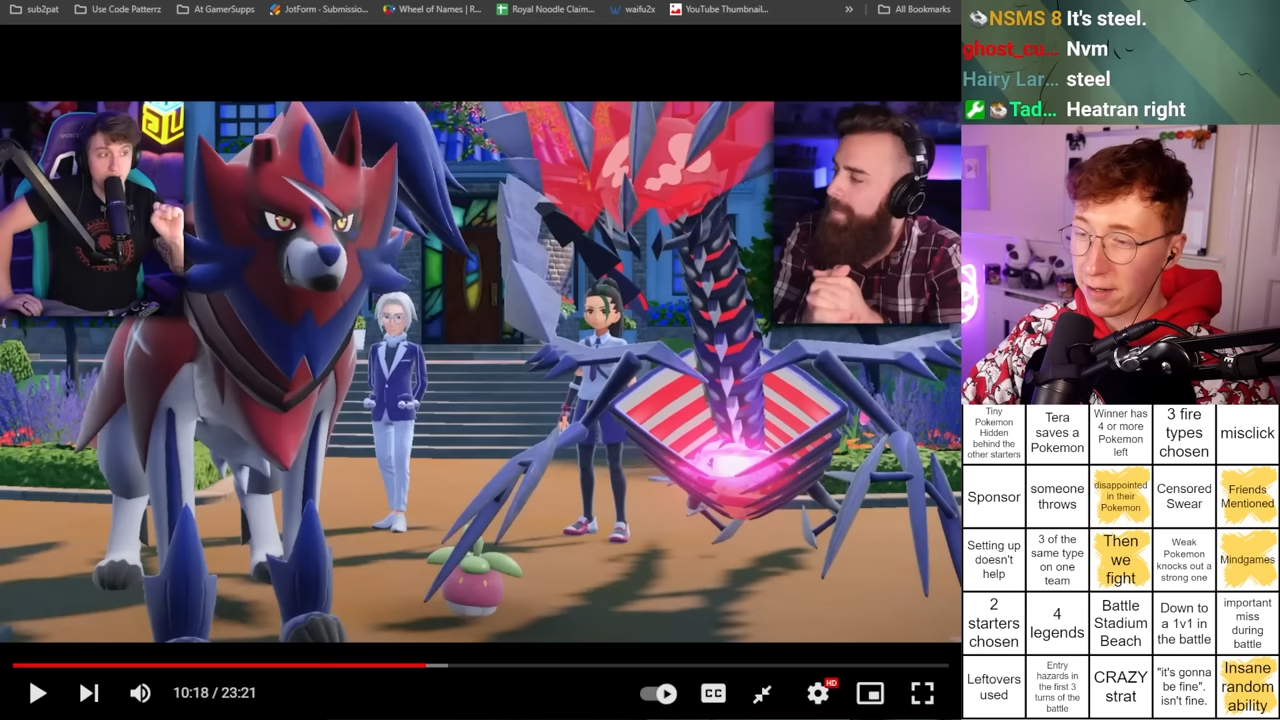 sub2pat
Use Code Patterrz
At GamerSupps
JotForm - Submissio...
Wheel of Names | R...
Royal Noodle Claim...
waifu2x
YouTube Thumbnail...
»
All Bookmarks
NSMS 8 It's steel.
ghost_cu... Nvm
Hairy Lar... steel
Tad... Heatran right
Tiny
Pokemon
Hidden
behind the
other starters
Tera
saves a
Pokemon
Winner has
4 or more
Pokemon
left
3 fire
types
chosen
misclick
Sponsor
someone
throws
disappointed
in their
Pokemon
Censored
Swear
Friends
Mentioned
Setting up
doesn't
help
3 of the
same type
on one
team
Then
we
fight
Weak
Pokemon
knocks out a
strong one
Mindgames
2
starters
chosen
4
legends
Battle
Stadium
Beach
Down to
a 1v1 in
the battle
important
miss
during
battle
Leftovers
used
Entry
hazards in
the first 3
turns of the
battle
CRAZY
strat
"it's gonna
be fine".
isn't fine.
Insane
random
ability
10:18 / 23:21
CC
HD